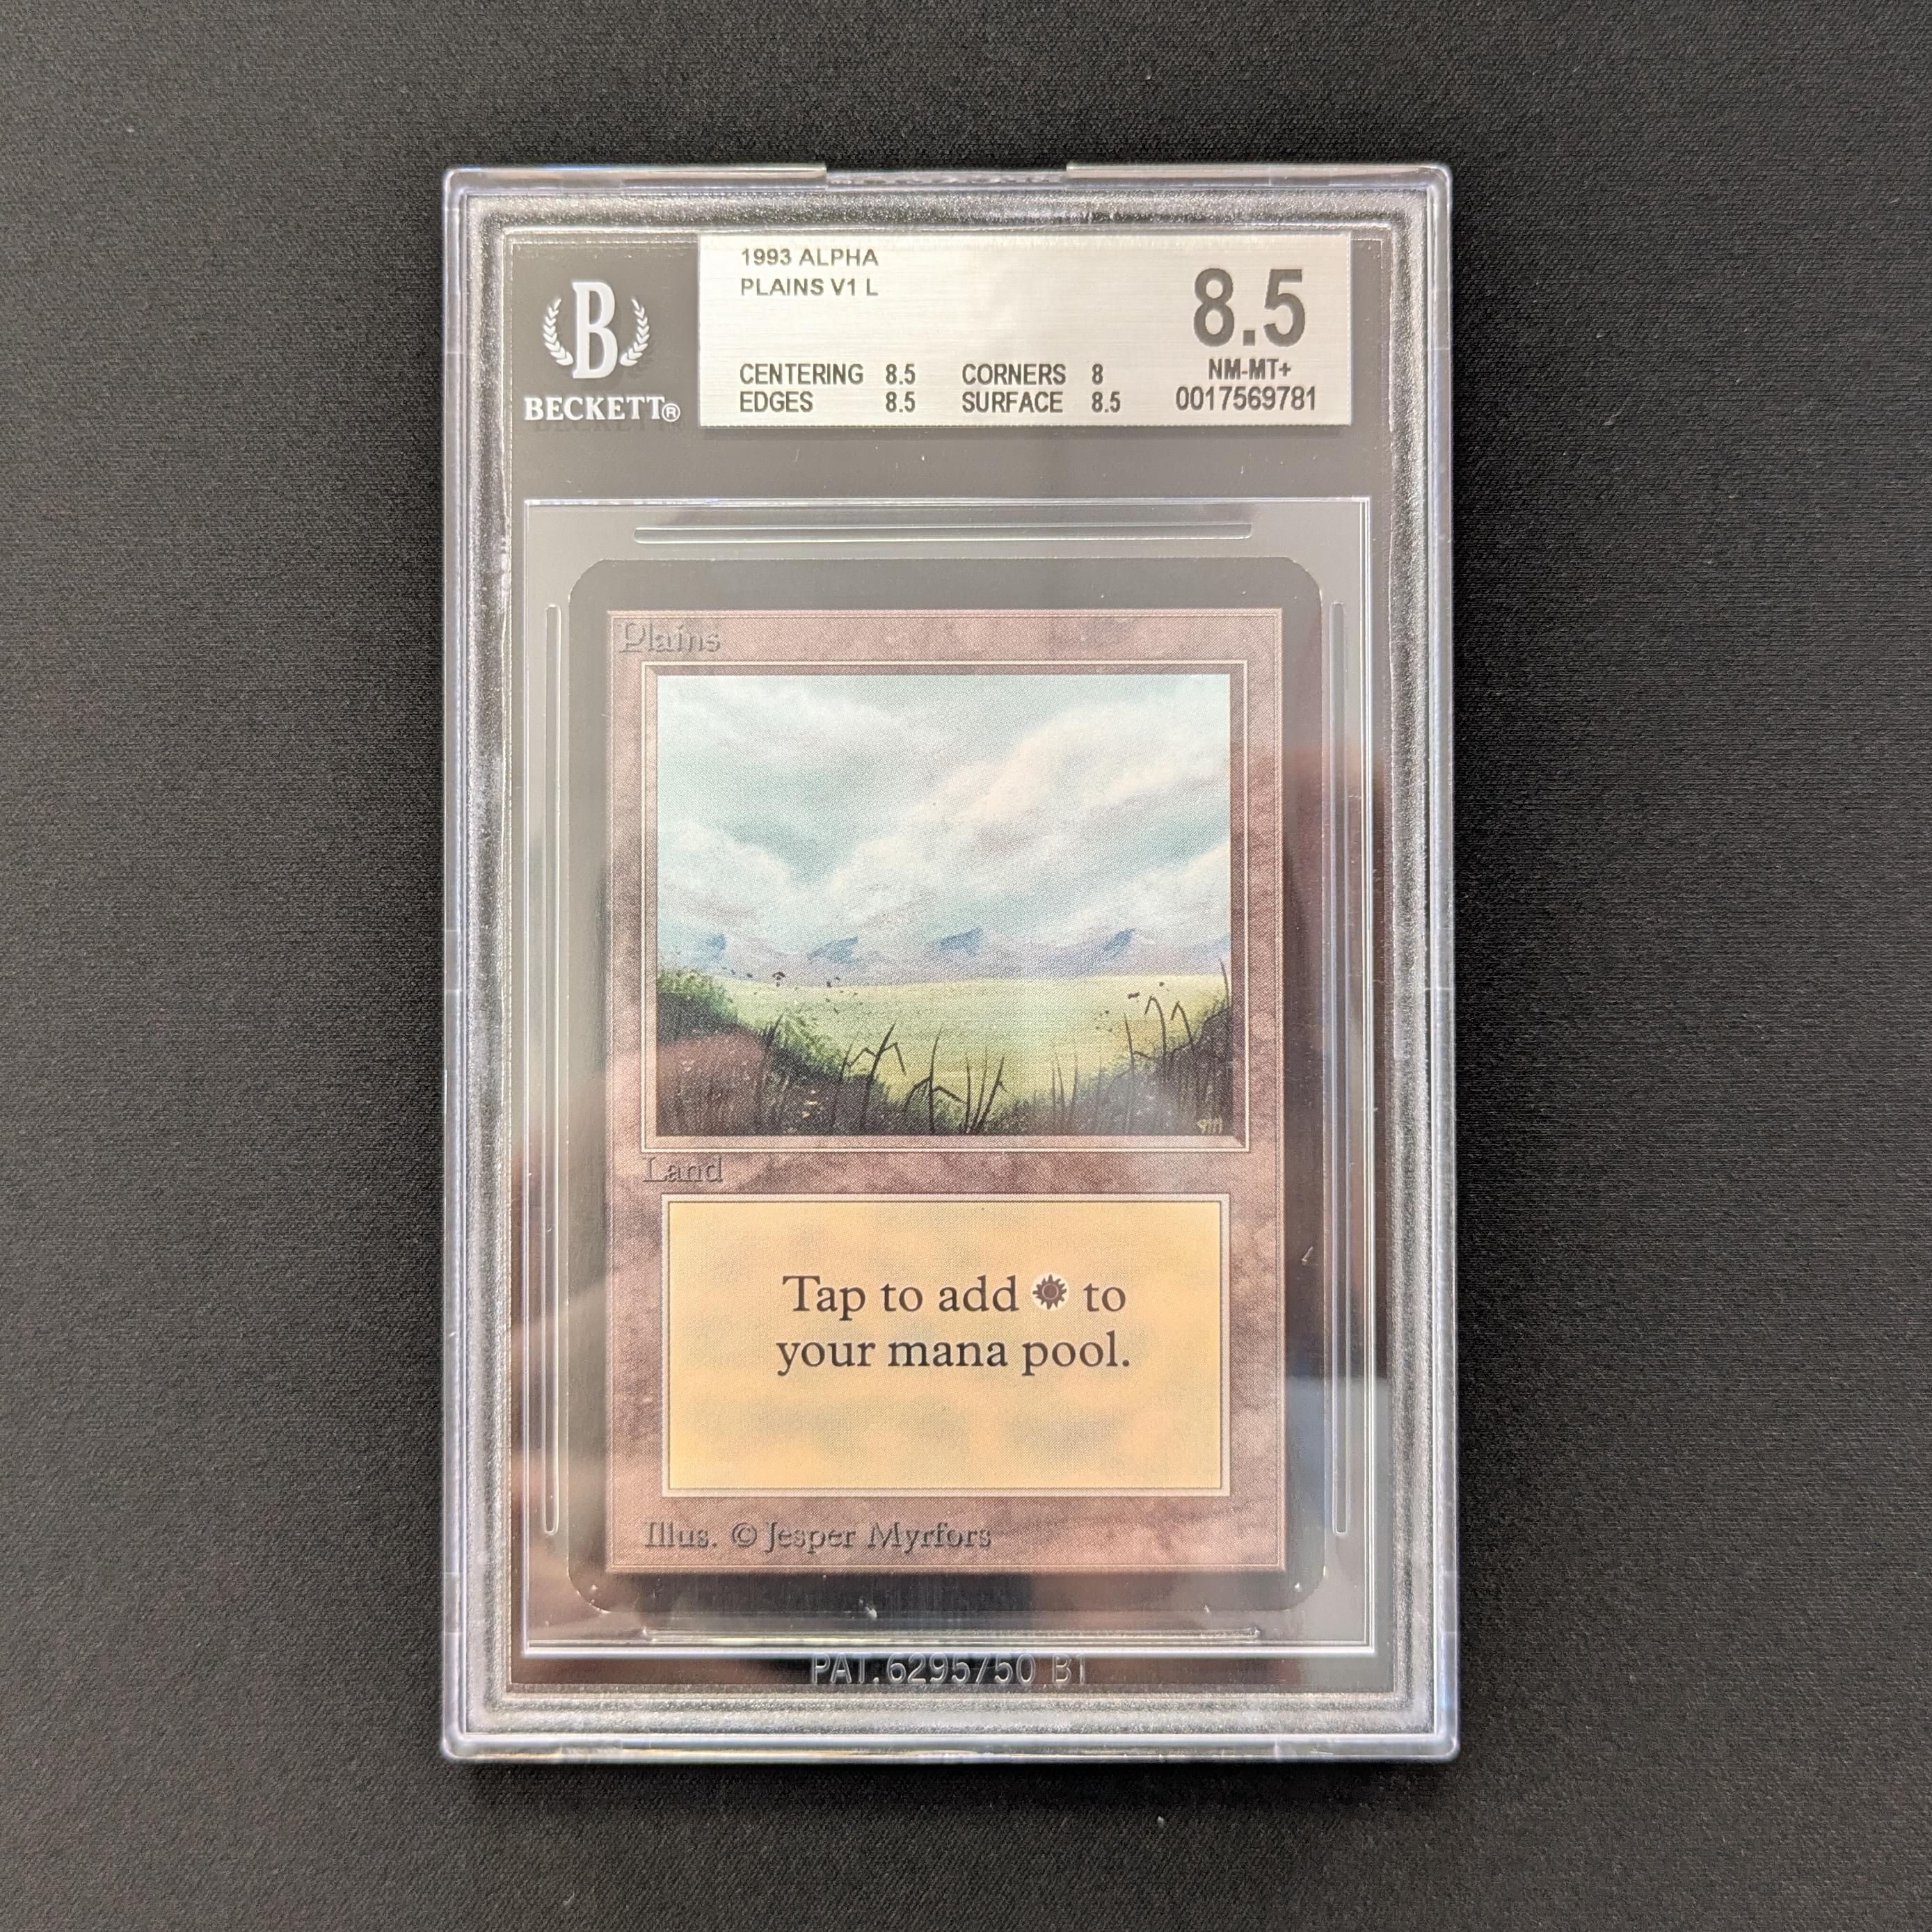 1993 ALPHA
PLAINS V1 L
8.5
CENTERING 8.5 CORNERS 8 NM-MT+
EDGES 8.5 SURFACE 8.5 0017569781
B
BECKETT®
Plains
Land
Tap to add to
your mana pool.
Illus. © Jesper Myrfors
PAT.6295750 B1